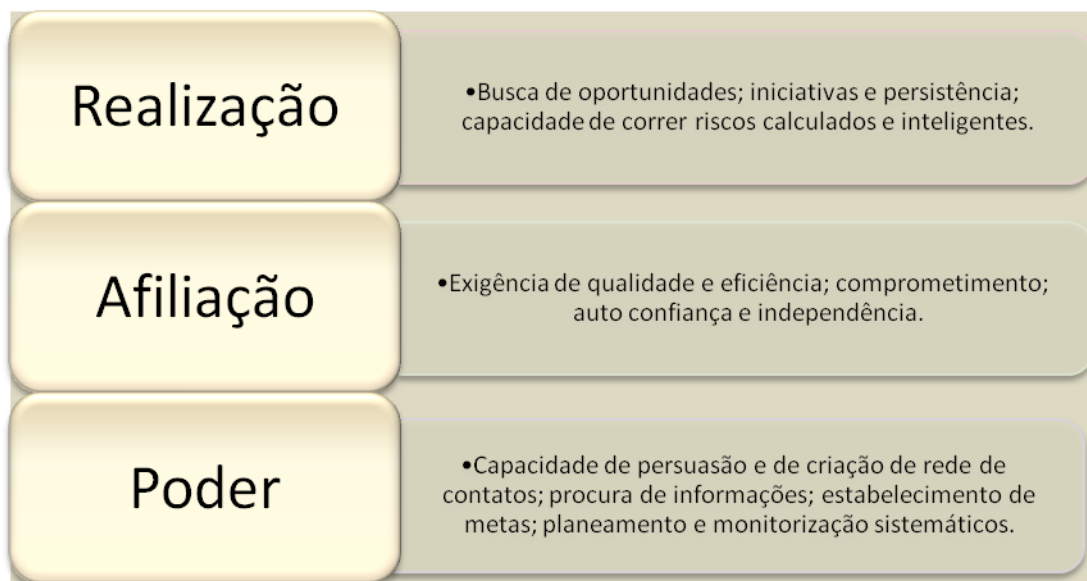 Realização
•Busca de oportunidades; iniciativas e persistência;
capacidade de correr riscos calculados e inteligentes.
Afiliação
•Exigência de qualidade e eficiência; comprometimento;
auto confiança e independência.
Poder
•Capacidade de persuasão e de criação de rede de
contatos; procura de informações; estabelecimento de
metas; planeamento e monitorização sistemáticos.